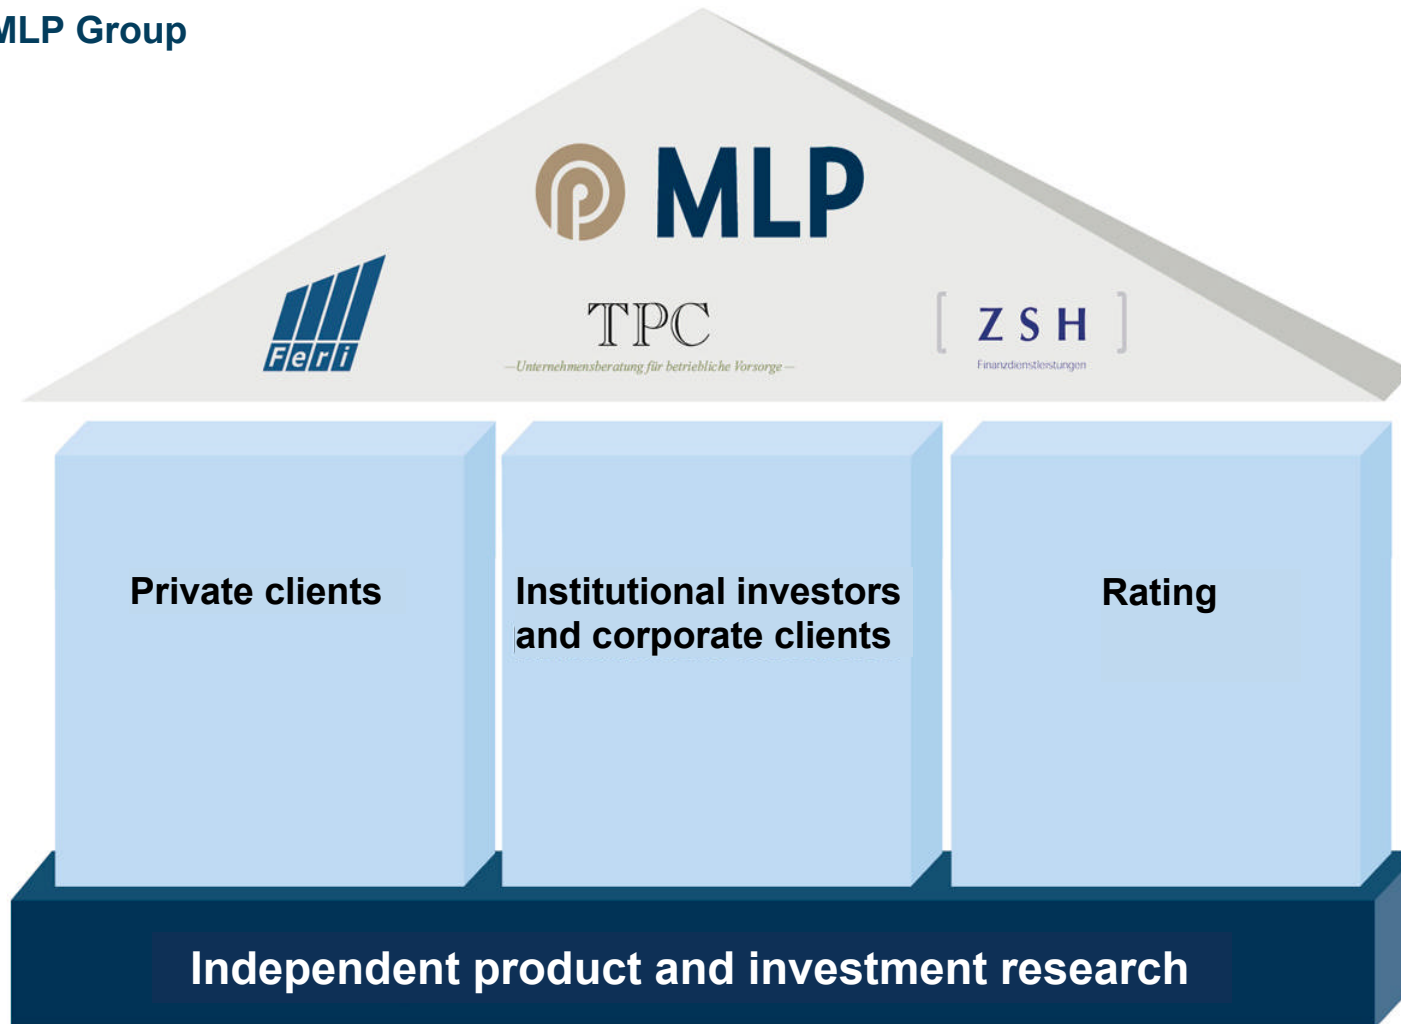 MLP Group
MLP
Feri
TPC
—Unternehmensberatung für betriebliche Vorsorge—
[ Z S H ]
Finanzdienstleistungen
Private clients
Institutional investors
and corporate clients
Rating
Independent product and investment research